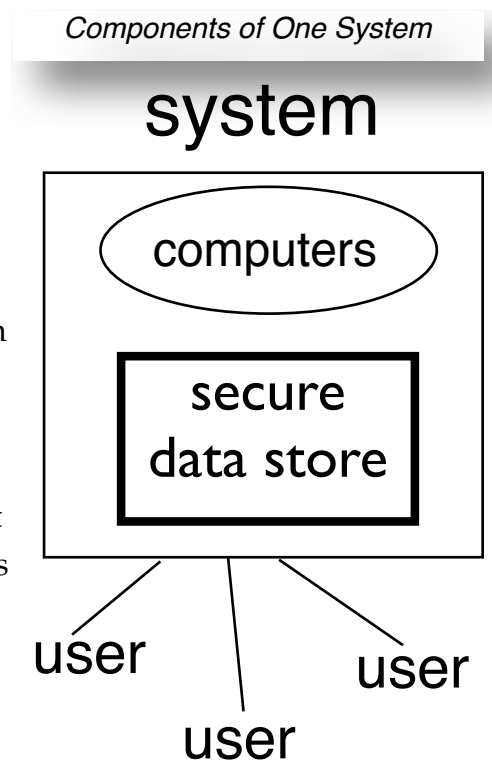 Components of One System
system
computers
secure
data store
user
user
user